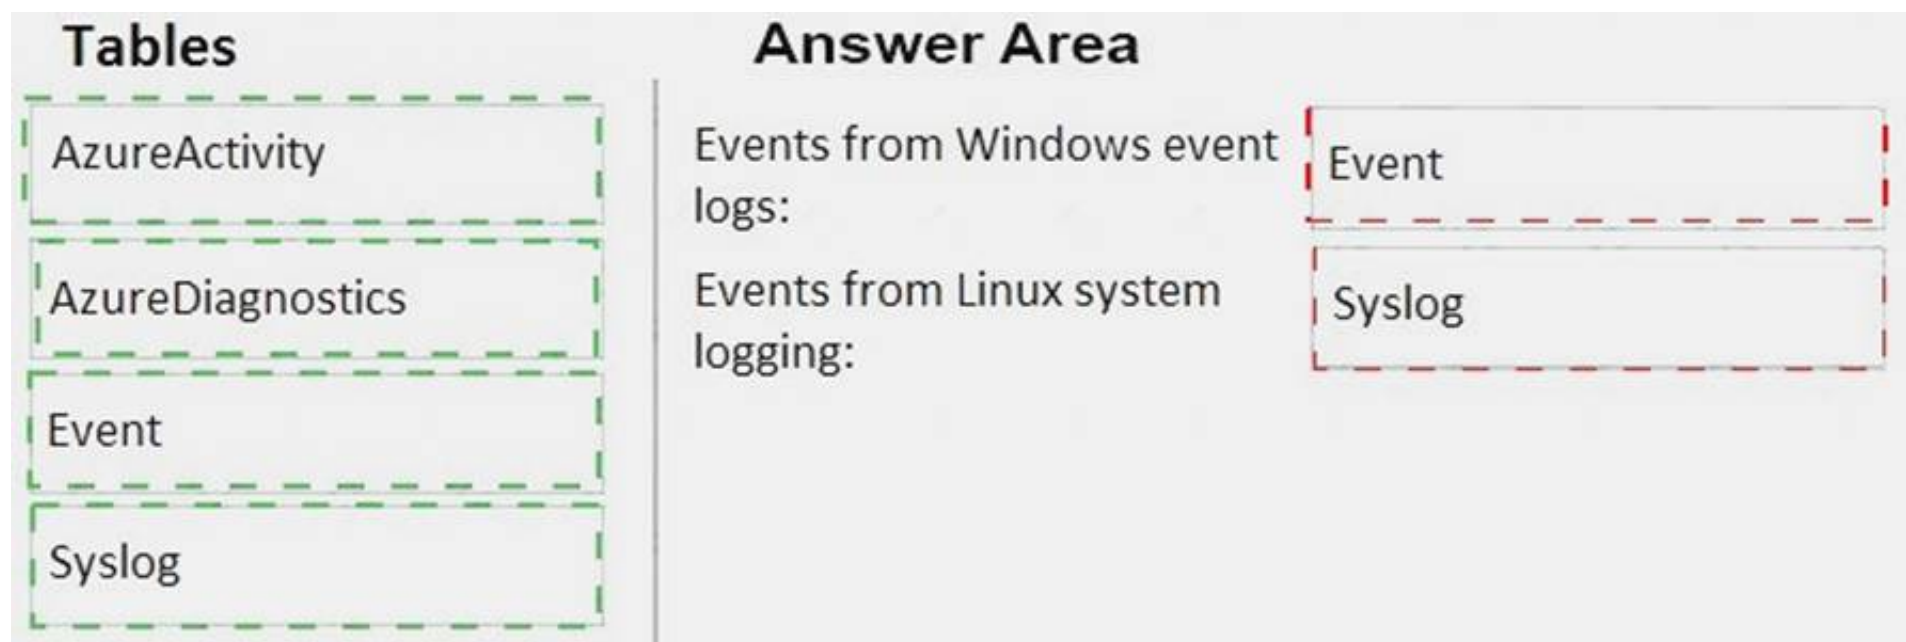 Tables
AzureActivity
AzureDiagnostics
Event
Syslog
Answer Area
Events from Windows event
logs:
Event
Events from Linux system
logging:
Syslog